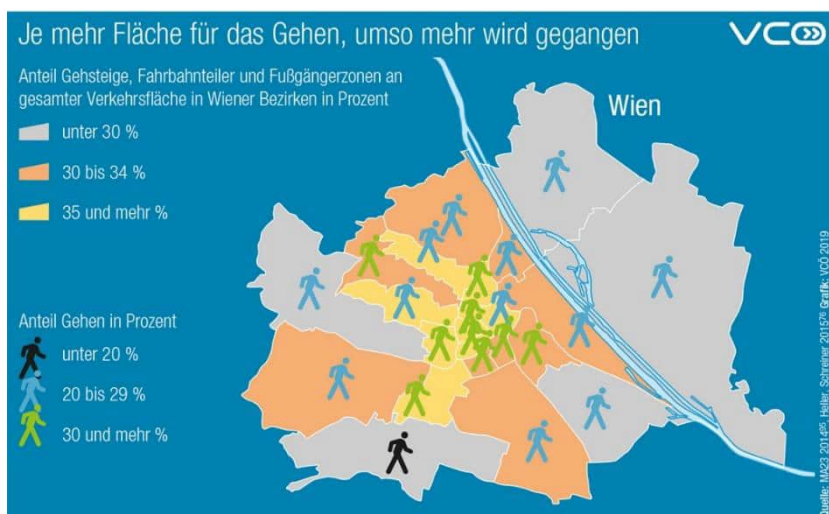 Je mehr Fläche für das Gehen, umso mehr wird gegangen
VCÖ
Anteil Gehsteige, Fahrbahnteiler und Fußgängerzonen an
gesamter Verkehrsfläche in Wiener Bezirken in Prozent
unter 30 %
30 bis 34 %
35 und mehr %
Wien
Anteil Gehen in Prozent
unter 20 %
20 bis 29 %
30 und mehr %
Quelle: MA23 2014⁹⁵, Heller, Schreiner 2015⁷⁶ Grafik: VCÖ 2019